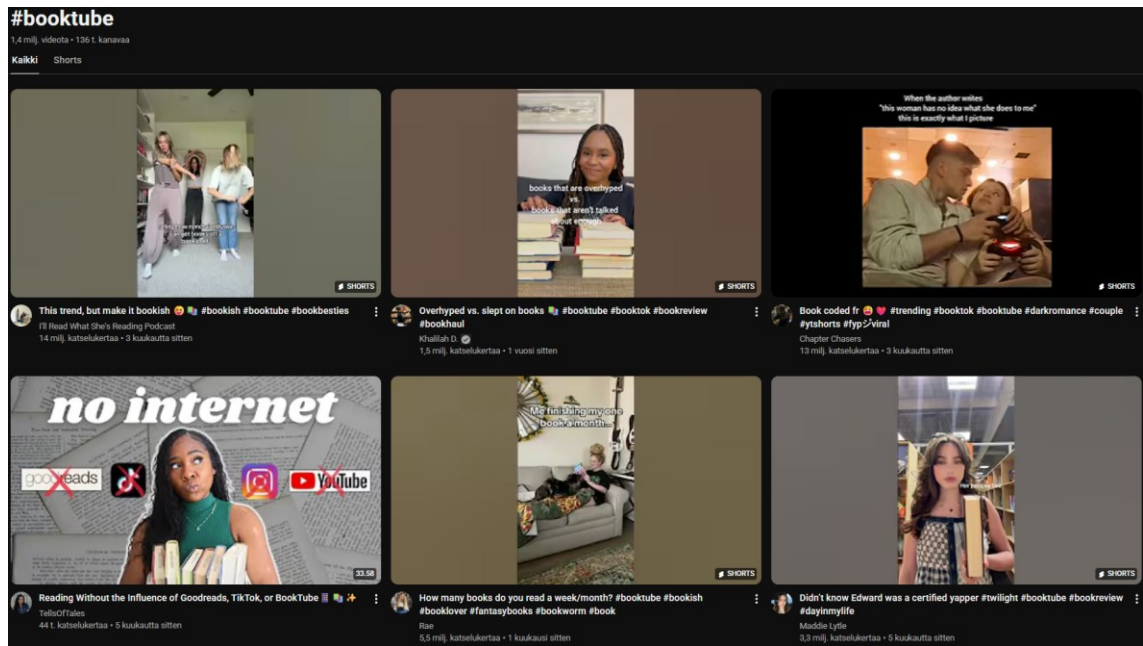 #booktube
1,4 milj. videota • 136 t. kanavaa
Kaikki Shorts
books that are overhyped
vs.
books that aren't talked
about enough
When the author writes
"this woman has no idea what she does to me"
this is exactly what I picture
SHORTS
SHORTS
SHORTS
This trend, but make it bookish 😝 📚 #bookish #booktube #bookbesties
I'll Read What She's Reading Podcast
14 milj. katselukertaa • 3 kuukautta sitten
Overhyped vs. slept on books 📚 #booktube #booktok #bookreview
#bookhaul
Khalilah D.
1,5 milj. katselukertaa • 1 vuosi sitten
Book coded fr 😝 ❤️ #trending #booktok #booktube #darkromance #couple
#ytshorts #fypシviral
Chapter Chasers
13 milj. katselukertaa • 3 kuukautta sitten
no internet
goodreads
YouTube
33.58
Me finishing my one
book a month...
SHORTS
SHORTS
Reading Without the Influence of Goodreads, TikTok, or BookTube 📱 📚 ✨
TellsOfTales
44 t. katselukertaa • 5 kuukautta sitten
How many books do you read a week/month? #booktube #bookish
#booklover #fantasybooks #bookworm #book
Rae
5,5 milj. katselukertaa • 1 kuukausi sitten
Didn't know Edward was a certified yapper #twilight #booktube #bookreview
#dayinmylife
Maddie Lytle
3,3 milj. katselukertaa • 5 kuukautta sitten